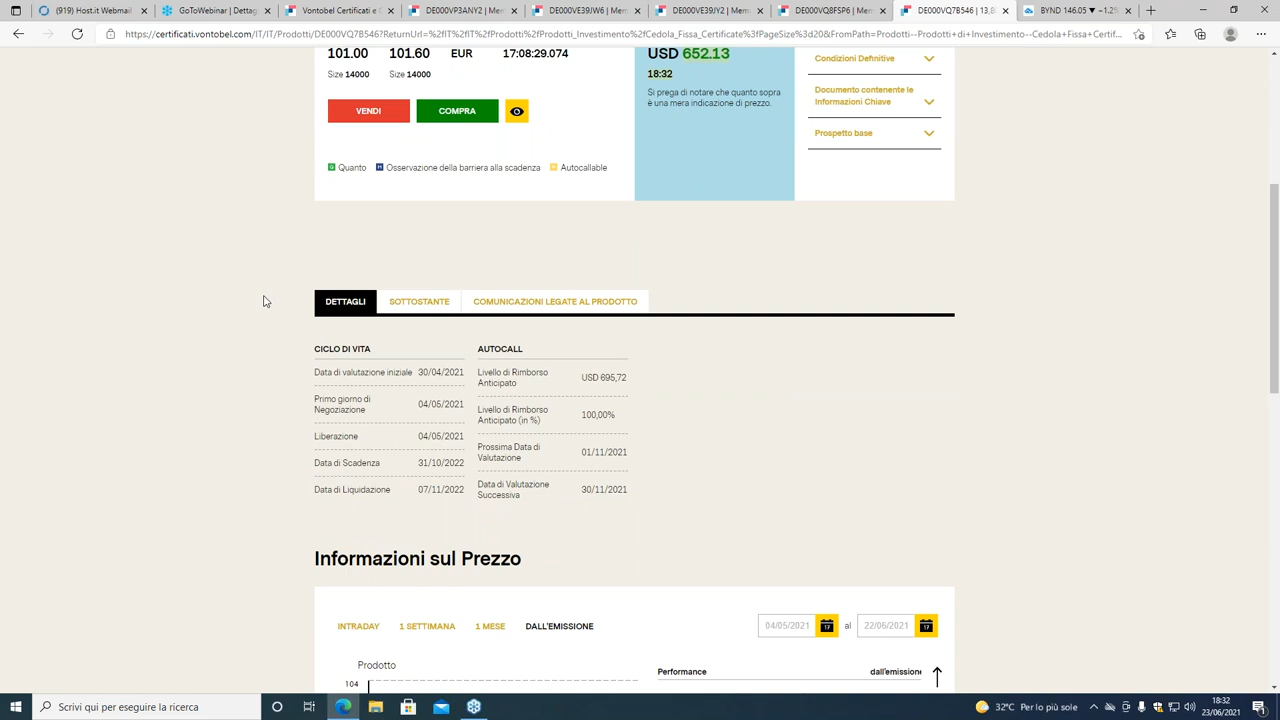 (919) Host.it Webmail
GoToWebinar | Dettag
DE000VP3ANY2 | Pro
DE000VE39JW6 | Pro
DE000VE39JY2 | Pro
DE000VQ8F5P6 | Me
DE000VQ7B546 | 13,8
BYND 146.05 ▼ −1.3
https://certificati.vontobel.com/IT/IT/Prodotti/DE000VQ7B546?ReturnUrl=%2fIT%2fIT%2fProdotti%2fProdotti_Investimento%2fCedola_Fissa_Certificate%3fPageSize%3d20&FromPath=Prodotti--Prodotti+di+Investimento--Cedola+Fissa+Certif...
101.00 101.60 EUR 17:08:29.074
Size 14000 Size 14000
VENDI COMPRA
Quanto Osservazione della barriera alla scadenza Autocallable
USD 652.13
18:32
Si prega di notare che quanto sopra
è una mera indicazione di prezzo.
Condizioni Definitive
Documento contenente le
Informazioni Chiave
Prospetto base
DETTAGLI SOTTOSTANTE COMUNICAZIONI LEGATE AL PRODOTTO
CICLO DI VITA
Data di valutazione iniziale 30/04/2021
Primo giorno di
Negoziazione 04/05/2021
Liberazione 04/05/2021
Data di Scadenza 31/10/2022
Data di Liquidazione 07/11/2022
AUTOCALL
Livello di Rimborso
Anticipato USD 695,72
Livello di Rimborso
Anticipato (in %) 100,00%
Prossima Data di
Valutazione 01/11/2021
Data di Valutazione
Successiva 30/11/2021
Informazioni sul Prezzo
INTRADAY 1 SETTIMANA 1 MESE DALL'EMISSIONE
04/05/2021 al 22/06/2021
Prodotto
104
Performance dall'emissione
Scrivi qui per eseguire la ricerca
32°C Per lo più sole
18:32
23/06/2021